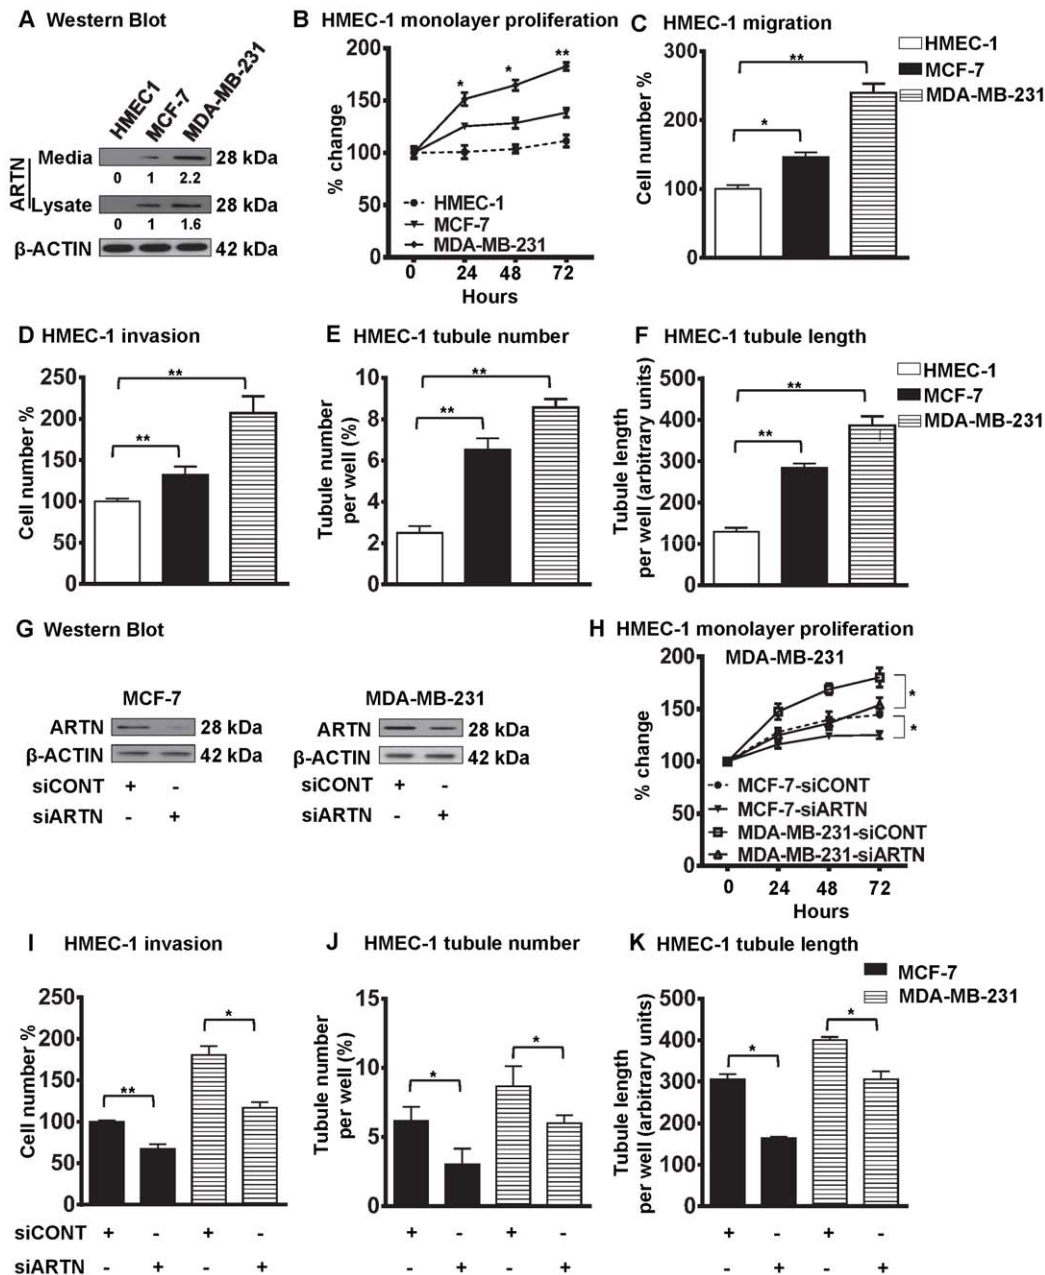 A Western Blot
HMEC1
MCF-7
MDA-MB-231
ARTN
Media
28 kDa
0 1 2.2
Lysate
28 kDa
0 1 1.6
β-ACTIN
42 kDa
B HMEC-1 monolayer proliferation
% change
200
150
100
50
0
*
*
**
HMEC-1
MCF-7
MDA-MB-231
0 24 48 72
Hours
C HMEC-1 migration
Cell number %
300
200
100
0
*
**
HMEC-1
MCF-7
MDA-MB-231
D HMEC-1 invasion
Cell number %
250
200
150
100
50
0
**
**
E HMEC-1 tubule number
Tubule number
per well (%)
10
8
6
4
2
0
**
**
F HMEC-1 tubule length
Tubule length
per well (arbitrary units)
500
400
300
200
100
0
**
**
HMEC-1
MCF-7
MDA-MB-231
G Western Blot
MCF-7
ARTN 28 kDa
β-ACTIN 42 kDa
siCONT + -
siARTN - +
MDA-MB-231
ARTN 28 kDa
β-ACTIN 42 kDa
siCONT + -
siARTN - +
H HMEC-1 monolayer proliferation
MDA-MB-231
% change
200
150
100
50
0
*
*
MCF-7-siCONT
MCF-7-siARTN
MDA-MB-231-siCONT
MDA-MB-231-siARTN
0 24 48 72
Hours
I HMEC-1 invasion
Cell number %
250
200
150
100
50
0
**
*
siCONT + - + -
siARTN - + - +
J HMEC-1 tubule number
Tubule number
per well (%)
15
10
5
0
*
*
+ - + -
- + - +
K HMEC-1 tubule length
MCF-7
MDA-MB-231
Tubule length
per well (arbitrary units)
500
400
300
200
100
0
*
*
+ - + -
- + - +